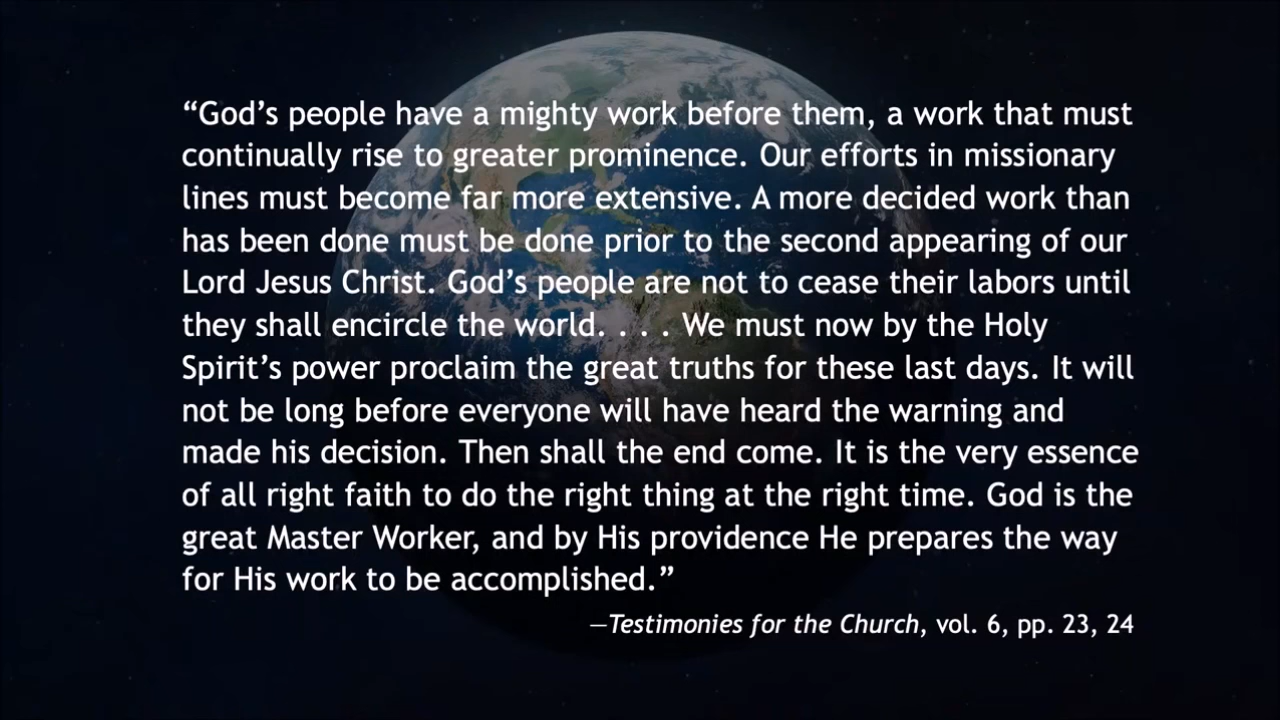 “God’s people have a mighty work before them, a work that must
continually rise to greater prominence. Our efforts in missionary
lines must become far more extensive. A more decided work than
has been done must be done prior to the second appearing of our
Lord Jesus Christ. God’s people are not to cease their labors until
they shall encircle the world. . . . We must now by the Holy
Spirit’s power proclaim the great truths for these last days. It will
not be long before everyone will have heard the warning and
made his decision. Then shall the end come. It is the very essence
of all right faith to do the right thing at the right time. God is the
great Master Worker, and by His providence He prepares the way
for His work to be accomplished.”
—Testimonies for the Church, vol. 6, pp. 23, 24